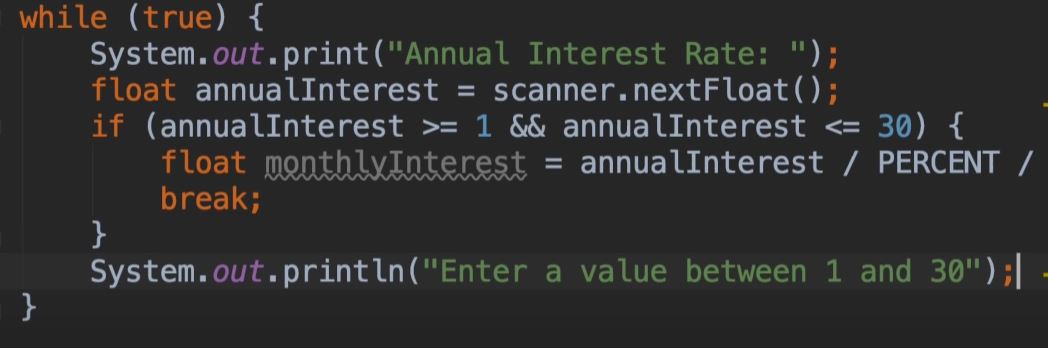 while (true) {
    System.out.print("Annual Interest Rate: ");
    float annualInterest = scanner.nextFloat();
    if (annualInterest >= 1 && annualInterest <= 30) {
        float monthlyInterest = annualInterest / PERCENT /
        break;
    }
    System.out.println("Enter a value between 1 and 30");
}